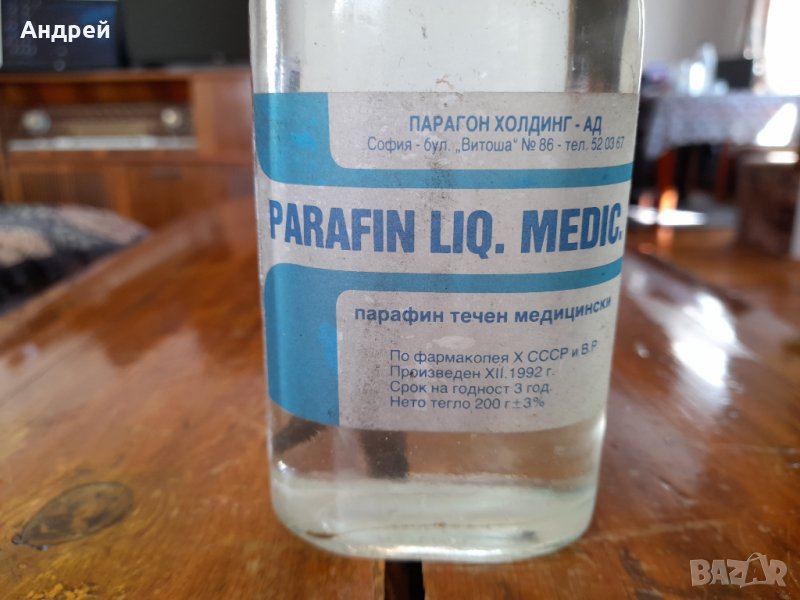 Андрей
ПАРАГОН ХОЛДИНГ - АД
София - бул. „Витоша" № 86 - тел. 52 03 67
PARAFIN LIQ. MEDIC.
парафин течен медицински
По фармакопея X СССР и В.Р.
Произведен XII.1992 г.
Срок на годност 3 год.
Нето тегло 200 г ± 3%
BAZAR